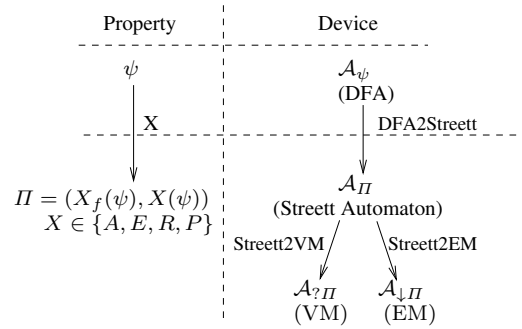 Property Device
ψ 𝒜_ψ
(DFA)
X DFA2Streett
Π = (X_f(ψ), X(ψ)) 𝒜_Π
X ∈ {A, E, R, P} (Streett Automaton)
Streett2VM Streett2EM
𝒜_?Π 𝒜_↓Π
(VM) (EM)